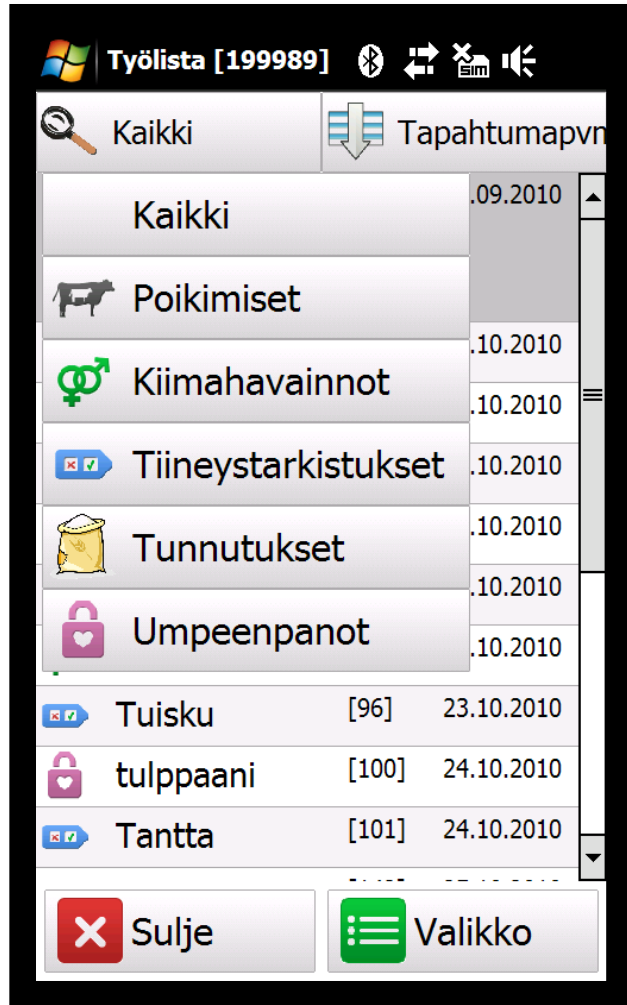 Työlista [199989]
SIM
Kaikki
Tapahtumapvm
.09.2010
Kaikki
Poikimiset
.10.2010
Kiimahavainnot
.10.2010
Tiineystarkistukset
.10.2010
Tunnutukset
.10.2010
.10.2010
Umpeenpanot
.10.2010
Tuisku [96] 23.10.2010
tulppaani [100] 24.10.2010
Tantta [101] 24.10.2010
Sulje
Valikko